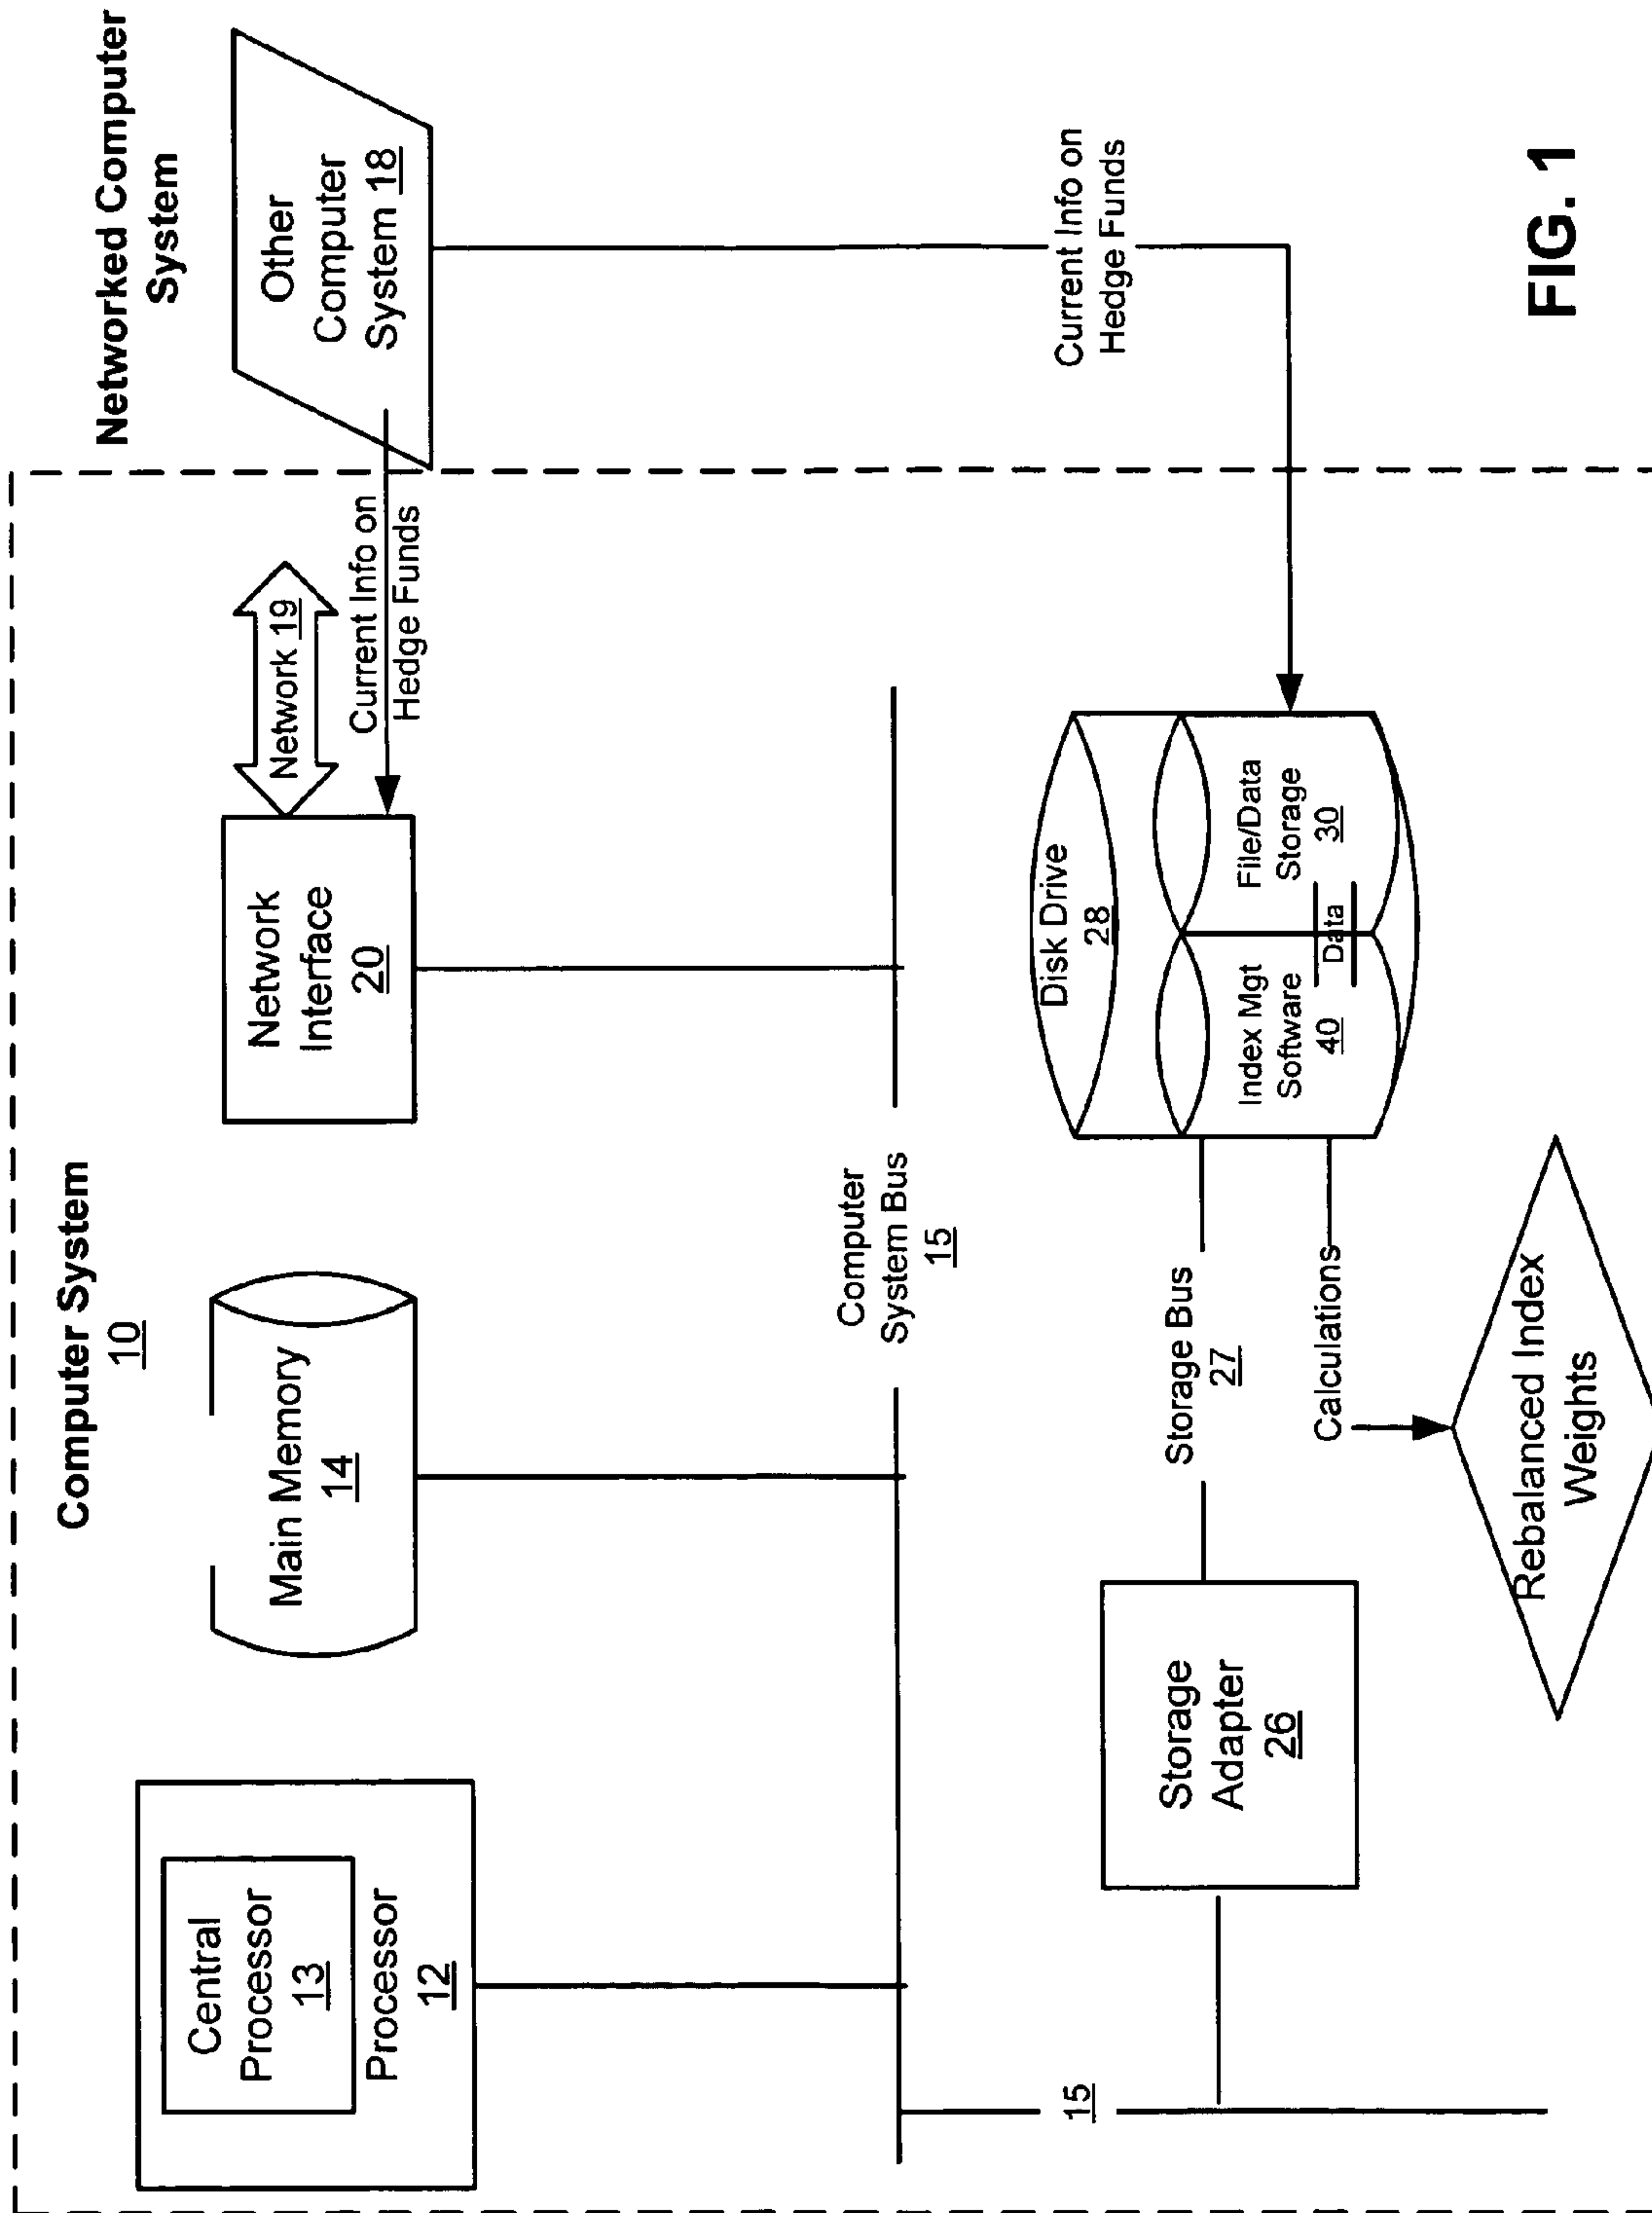 Computer System
10
Networked Computer
System
Central
Processor
13
Processor
12
Main Memory
14
Network
Interface
20
Network 19
Current Info on
Hedge Funds
Other
Computer
System 18
Computer
System Bus
15
15
Storage
Adapter
26
Storage Bus
27
Calculations
Disk Drive
28
Index Mgt
Software
40
Data
File/Data
Storage
30
Current Info on
Hedge Funds
Rebalanced Index
Weights
FIG. 1